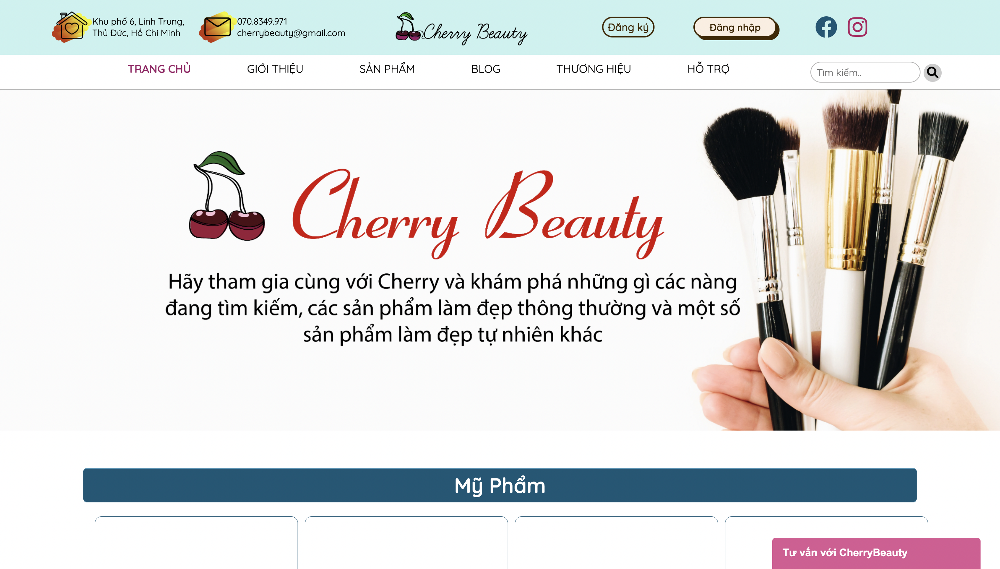 Khu phố 6, Linh Trung,
Thủ Đức, Hồ Chí Minh
070.8349.971
cherrybeauty@gmail.com
Cherry Beauty
Đăng ký
Đăng nhập
TRANG CHỦ
GIỚI THIỆU
SẢN PHẨM
BLOG
THƯƠNG HIỆU
HỖ TRỢ
Tìm kiếm..
Cherry Beauty
Hãy tham gia cùng với Cherry và khám phá những gì các nàng
đang tìm kiếm, các sản phẩm làm đẹp thông thường và một số
sản phẩm làm đẹp tự nhiên khác
Mỹ Phẩm
Tư vấn với CherryBeauty